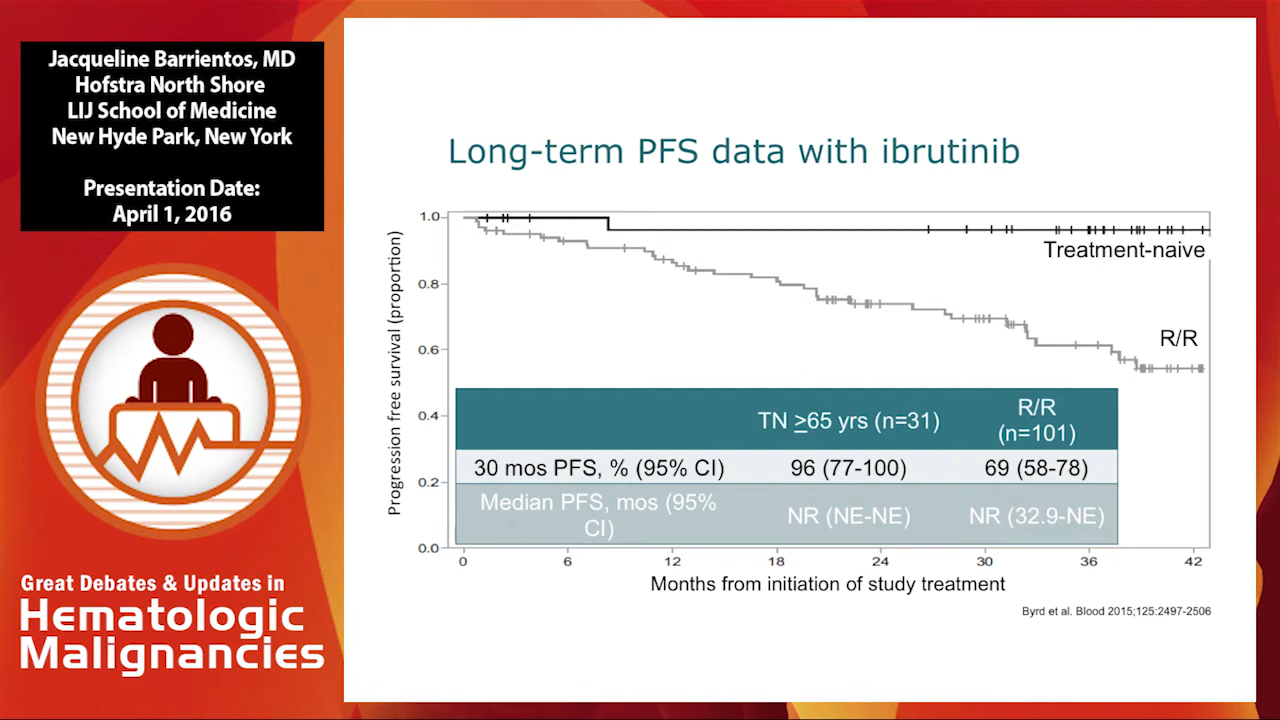 Jacqueline Barrientos, MD
Hofstra North Shore
LIJ School of Medicine
New Hyde Park, New York
Presentation Date:
April 1, 2016
Great Debates & Updates in
Hematologic
Malignancies
Long-term PFS data with ibrutinib
Progression free survival (proportion)
1.0
0.8
0.6
0.4
0.2
0.0
Treatment-naive
R/R
TN ≥65 yrs (n=31)
R/R
(n=101)
30 mos PFS, % (95% CI)
96 (77-100)
69 (58-78)
Median PFS, mos (95%
CI)
NR (NE-NE)
NR (32.9-NE)
0 6 12 18 24 30 36 42
Months from initiation of study treatment
Byrd et al. Blood 2015;125:2497-2506